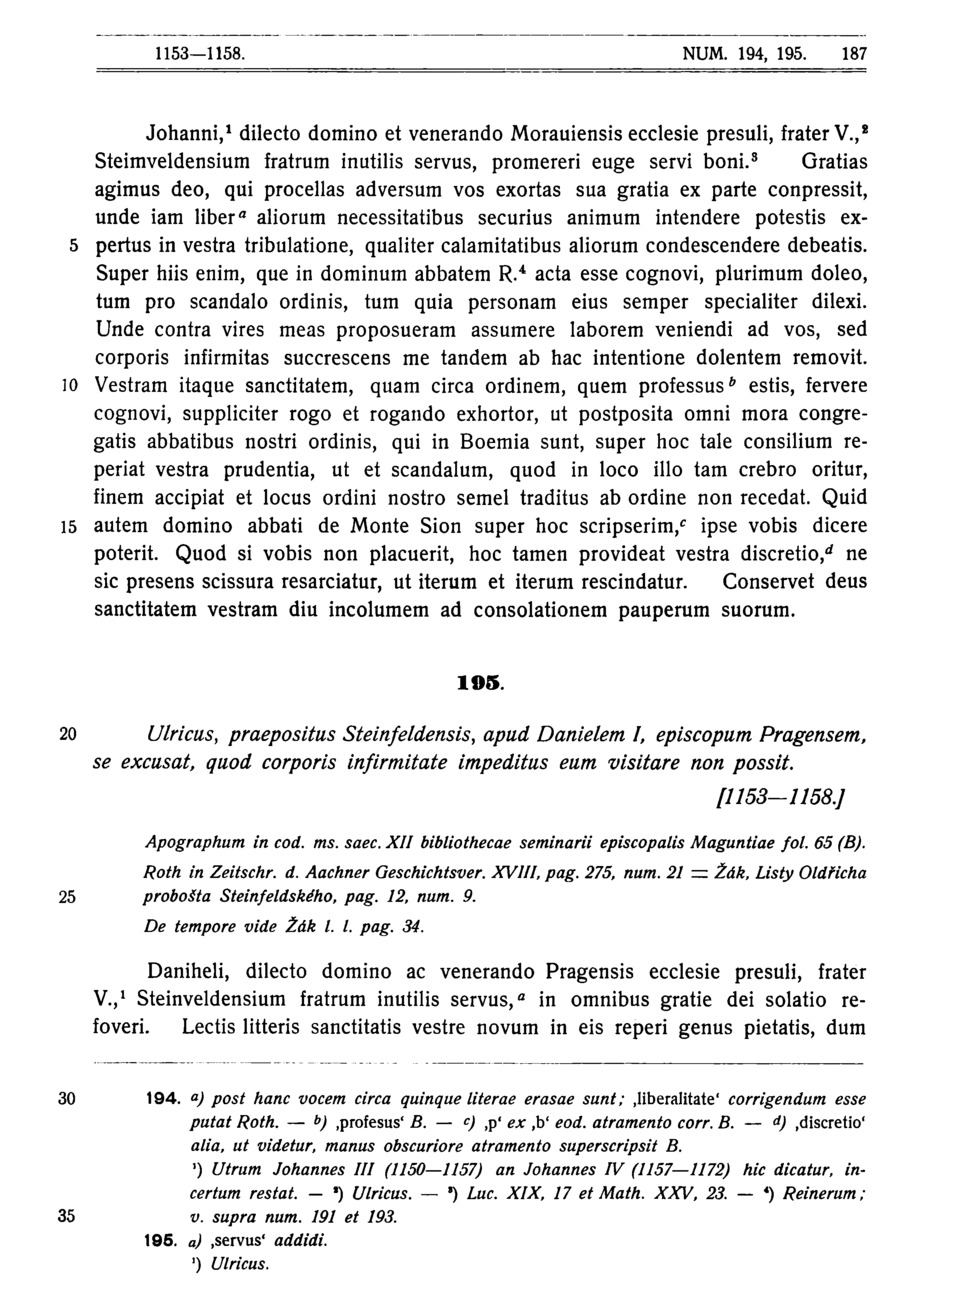 1153—1158. NUM. 194, 195. 187
Johanni,¹ dilecto domino et venerando Morauiensis ecclesie presuli, frater V.,²
Steimveldensium fratrum inutilis servus, promereri euge servi boni.³ Gratias
agimus deo, qui procellas adversum vos exortas sua gratia ex parte conpressit,
unde iam liber ᵃ aliorum necessitatibus securius animum intendere potestis ex-
5 pertus in vestra tribulatione, qualiter calamitatibus aliorum condescendere debeatis.
Super hiis enim, que in dominum abbatem R.⁴ acta esse cognovi, plurimum doleo,
tum pro scandalo ordinis, tum quia personam eius semper specialiter dilexi.
Unde contra vires meas proposueram assumere laborem veniendi ad vos, sed
corporis infirmitas succrescens me tandem ab hac intentione dolentem removit.
10 Vestram itaque sanctitatem, quam circa ordinem, quem professus ᵇ estis, fervere
cognovi, suppliciter rogo et rogando exhortor, ut postposita omni mora congre-
gatis abbatibus nostri ordinis, qui in Boemia sunt, super hoc tale consilium re-
periat vestra prudentia, ut et scandalum, quod in loco illo tam crebro oritur,
finem accipiat et locus ordini nostro semel traditus ab ordine non recedat. Quid
15 autem domino abbati de Monte Sion super hoc scripserim,ᶜ ipse vobis dicere
poterit. Quod si vobis non placuerit, hoc tamen provideat vestra discretio,ᵈ ne
sic presens scissura resarciatur, ut iterum et iterum rescindatur. Conservet deus
sanctitatem vestram diu incolumem ad consolationem pauperum suorum.
195.
20 Ulricus, praepositus Steinfeldensis, apud Danielem I, episcopum Pragensem,
se excusat, quod corporis infirmitate impeditus eum visitare non possit.
[1153—1158.]
Apographum in cod. ms. saec. XII bibliothecae seminarii episcopalis Maguntiae fol. 65 (B).
Roth in Zeitschr. d. Aachner Geschichtsver. XVIII, pag. 275, num. 21 = Žák, Listy Oldřicha
25 probošta Steinfeldského, pag. 12, num. 9.
De tempore vide Žák l. l. pag. 34.
Daniheli, dilecto domino ac venerando Pragensis ecclesie presuli, frater
V.,¹ Steinveldensium fratrum inutilis servus,ᵃ in omnibus gratie dei solatio re-
foveri. Lectis litteris sanctitatis vestre novum in eis reperi genus pietatis, dum
30 194. a) post hanc vocem circa quinque literae erasae sunt; ‚liberalitate‘ corrigendum esse
putat Roth. — b) ‚profesus‘ B. — c) ‚p‘ ex ‚b‘ eod. atramento corr. B. — d) ‚discretio‘
alia, ut videtur, manus obscuriore atramento superscripsit B.
¹) Utrum Johannes III (1150—1157) an Johannes IV (1157—1172) hic dicatur, in-
certum restat. — ²) Ulricus. — ³) Luc. XIX, 17 et Math. XXV, 23. — ⁴) Reinerum;
35 v. supra num. 191 et 193.
195. a) ‚servus‘ addidi.
¹) Ulricus.